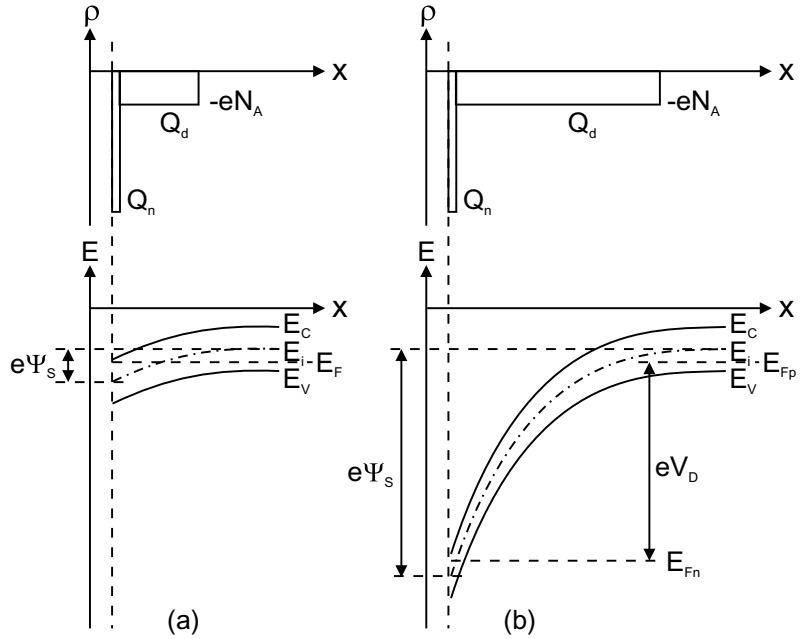 ρ
x
-eN_A
Q_d
Q_n
E
x
E_C
E_i
E_F
E_V
eΨ_S
(a)
ρ
x
-eN_A
Q_d
Q_n
E
x
E_C
E_i
E_Fp
E_V
eΨ_S
eV_D
E_Fn
(b)